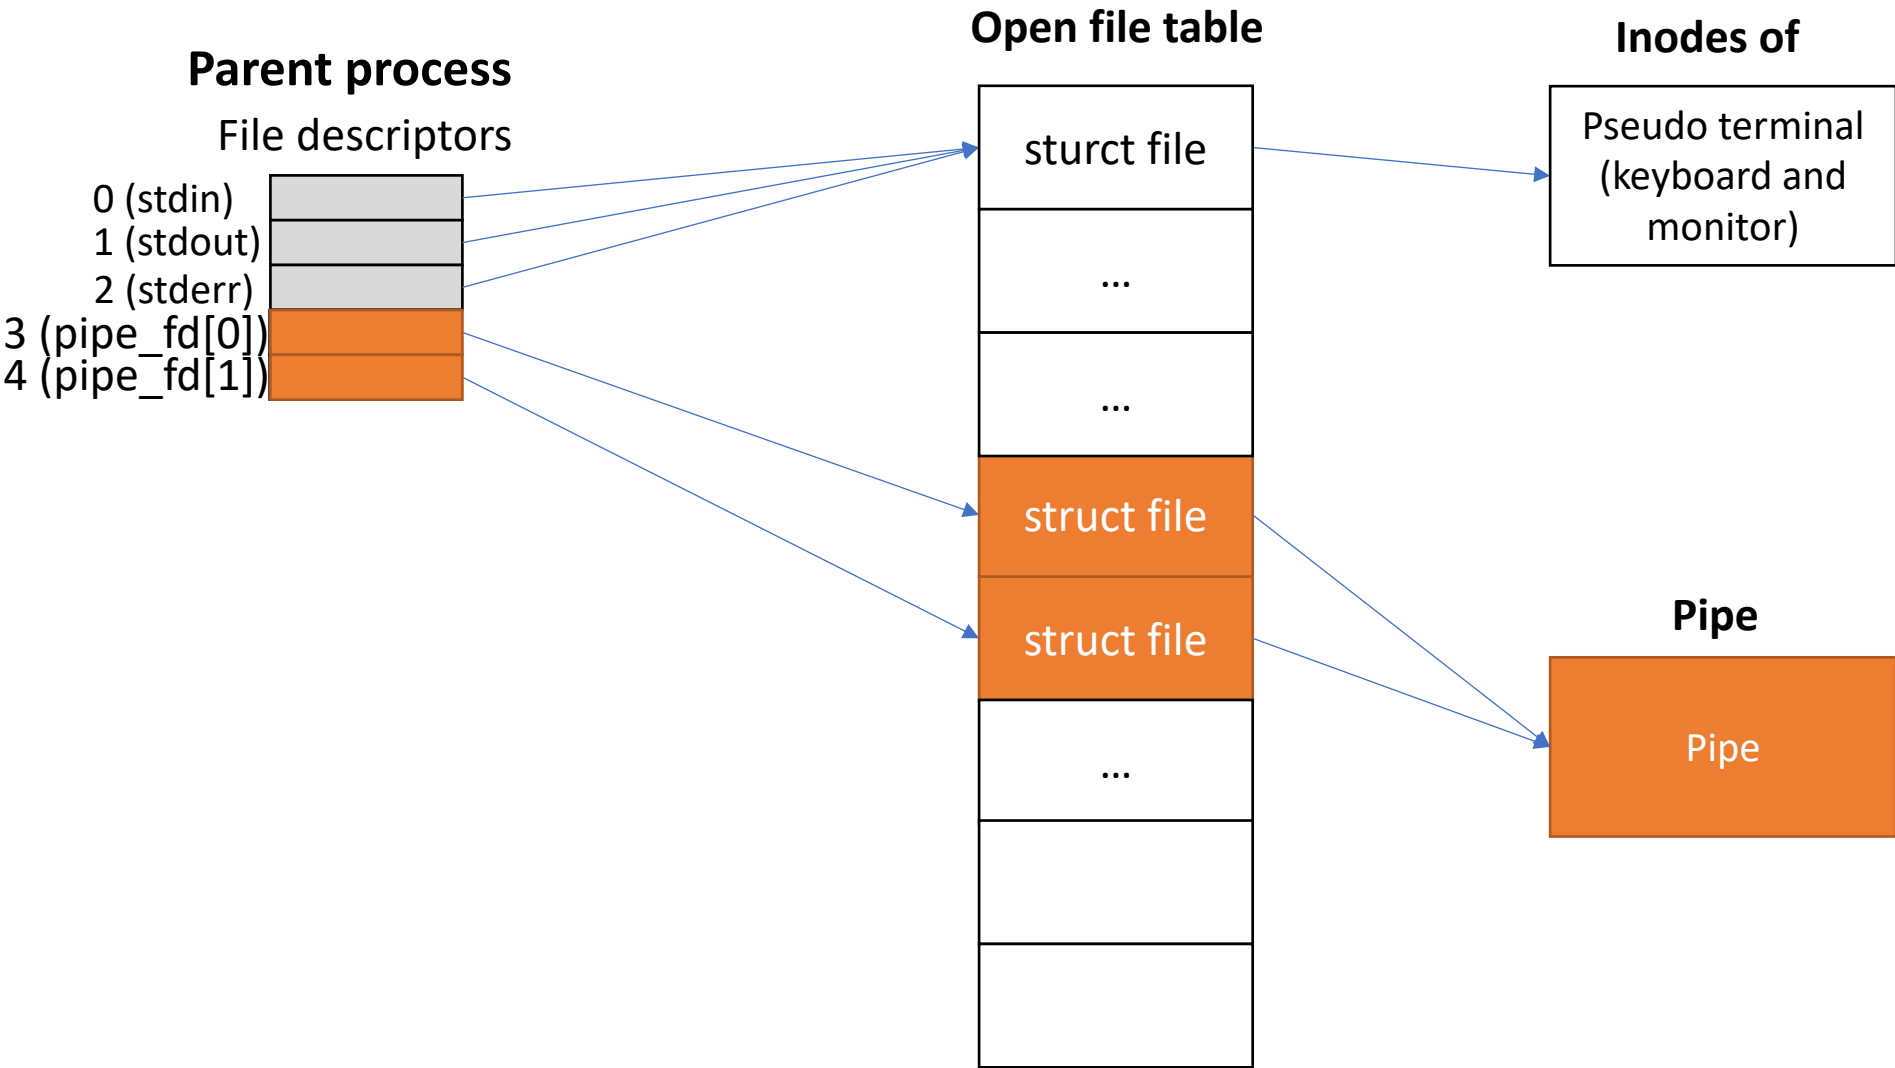 Parent process
File descriptors
0 (stdin)
1 (stdout)
2 (stderr)
3 (pipe_fd[0])
4 (pipe_fd[1])
Open file table
sturct file
...
...
struct file
struct file
...
Inodes of
Pseudo terminal
(keyboard and
monitor)
Pipe
Pipe